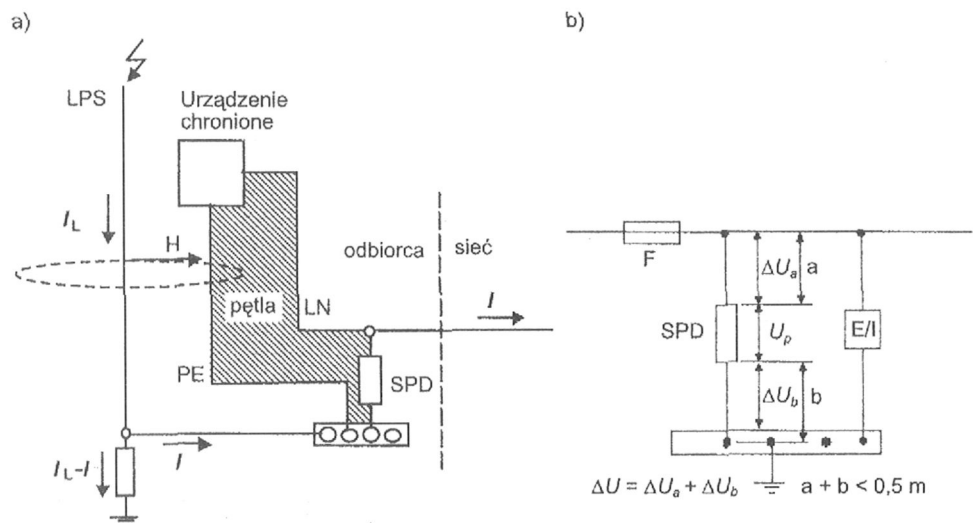 a)
LPS
Urządzenie
chronione
I_L
H
odbiorca
sieć
pętla
LN
I
PE
SPD
I
I_L-I
b)
F
ΔU_a
a
SPD
U_p
E/I
ΔU_b
b
ΔU = ΔU_a + ΔU_b
a + b < 0,5 m